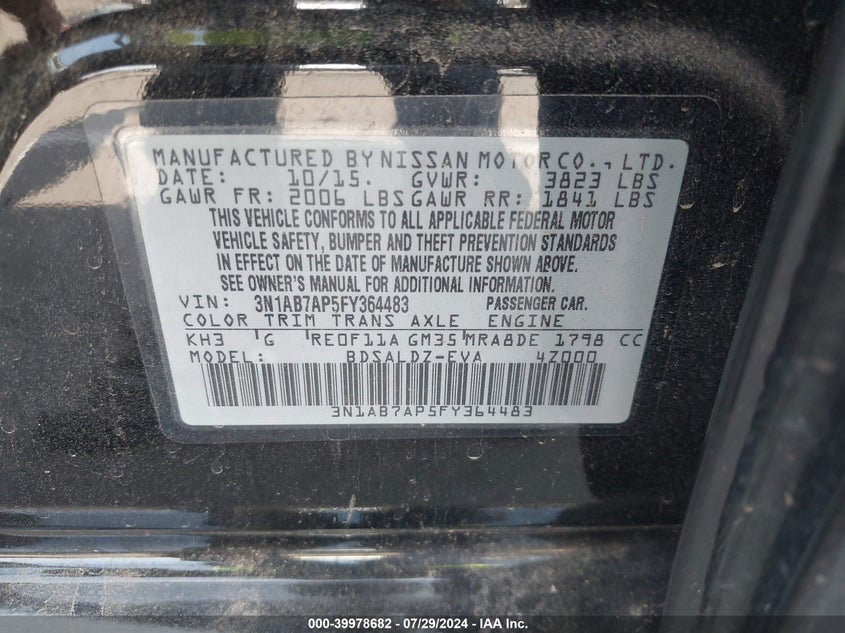 MANUFACTURED BY NISSAN MOTOR CO., LTD.
DATE: 10/15. GVWR: 3823 LBS
GAWR FR: 2006 LBS GAWR RR: 1841 LBS
THIS VEHICLE CONFORMS TO ALL APPLICABLE FEDERAL MOTOR
VEHICLE SAFETY, BUMPER AND THEFT PREVENTION STANDARDS
IN EFFECT ON THE DATE OF MANUFACTURE SHOWN ABOVE.
SEE OWNER'S MANUAL FOR ADDITIONAL INFORMATION.
VIN: 3N1AB7AP5FY364483 PASSENGER CAR.
COLOR TRIM TRANS AXLE ENGINE
KH3 G RE0F11A GM35 MRA8DE 1798 CC
MODEL: BDSALDZ-EVA 4Z000
3N1AB7AP5FY364483
000-39978682 / 07/29/2024 - IAA Inc.